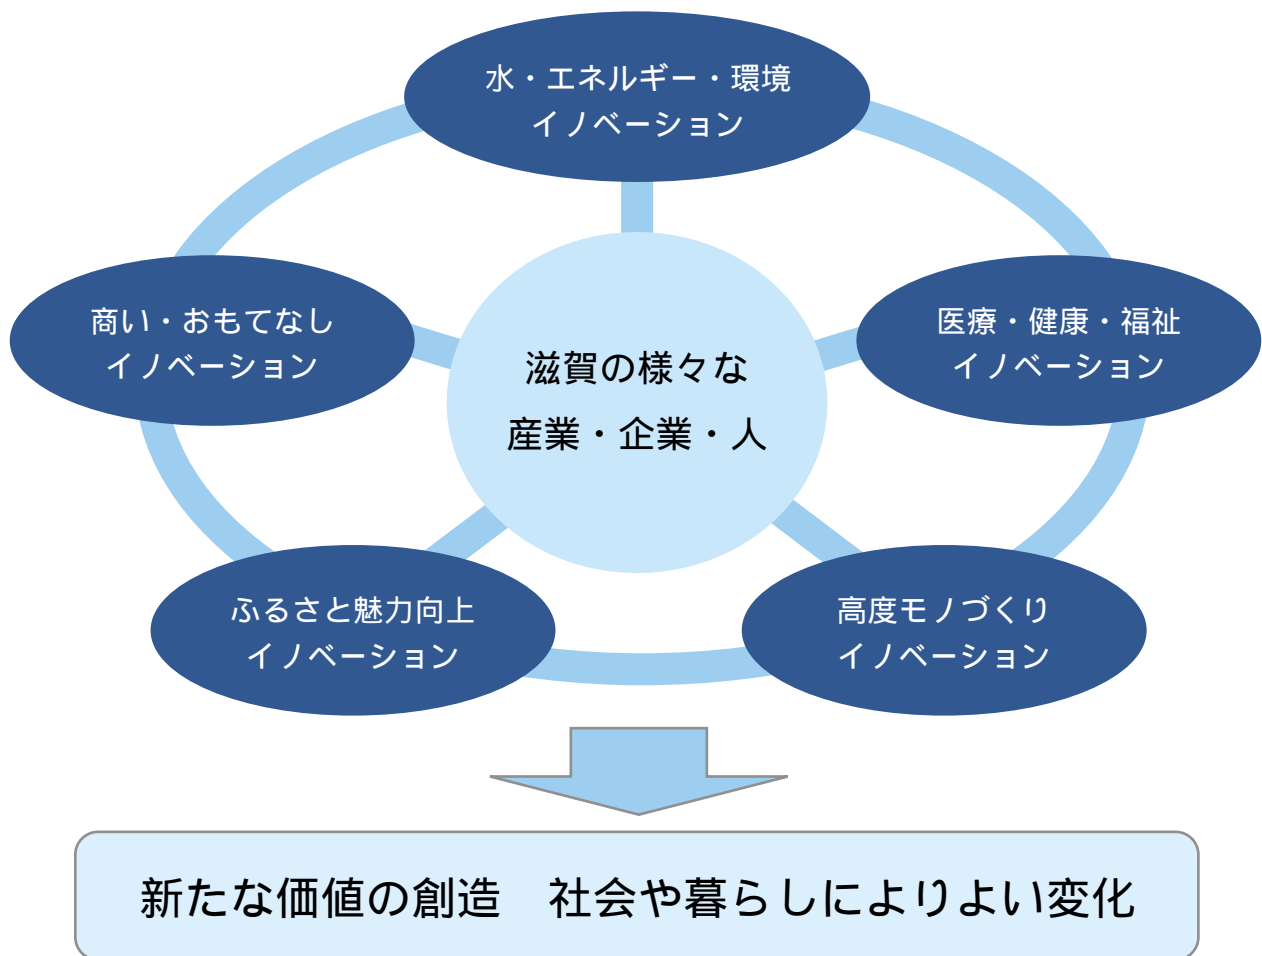 水・エネルギー・環境
イノベーション
商い・おもてなし
イノベーション
医療・健康・福祉
イノベーション
滋賀の様々な
産業・企業・人
ふるさと魅力向上
イノベーション
高度モノづくり
イノベーション
新たな価値の創造　社会や暮らしによりよい変化